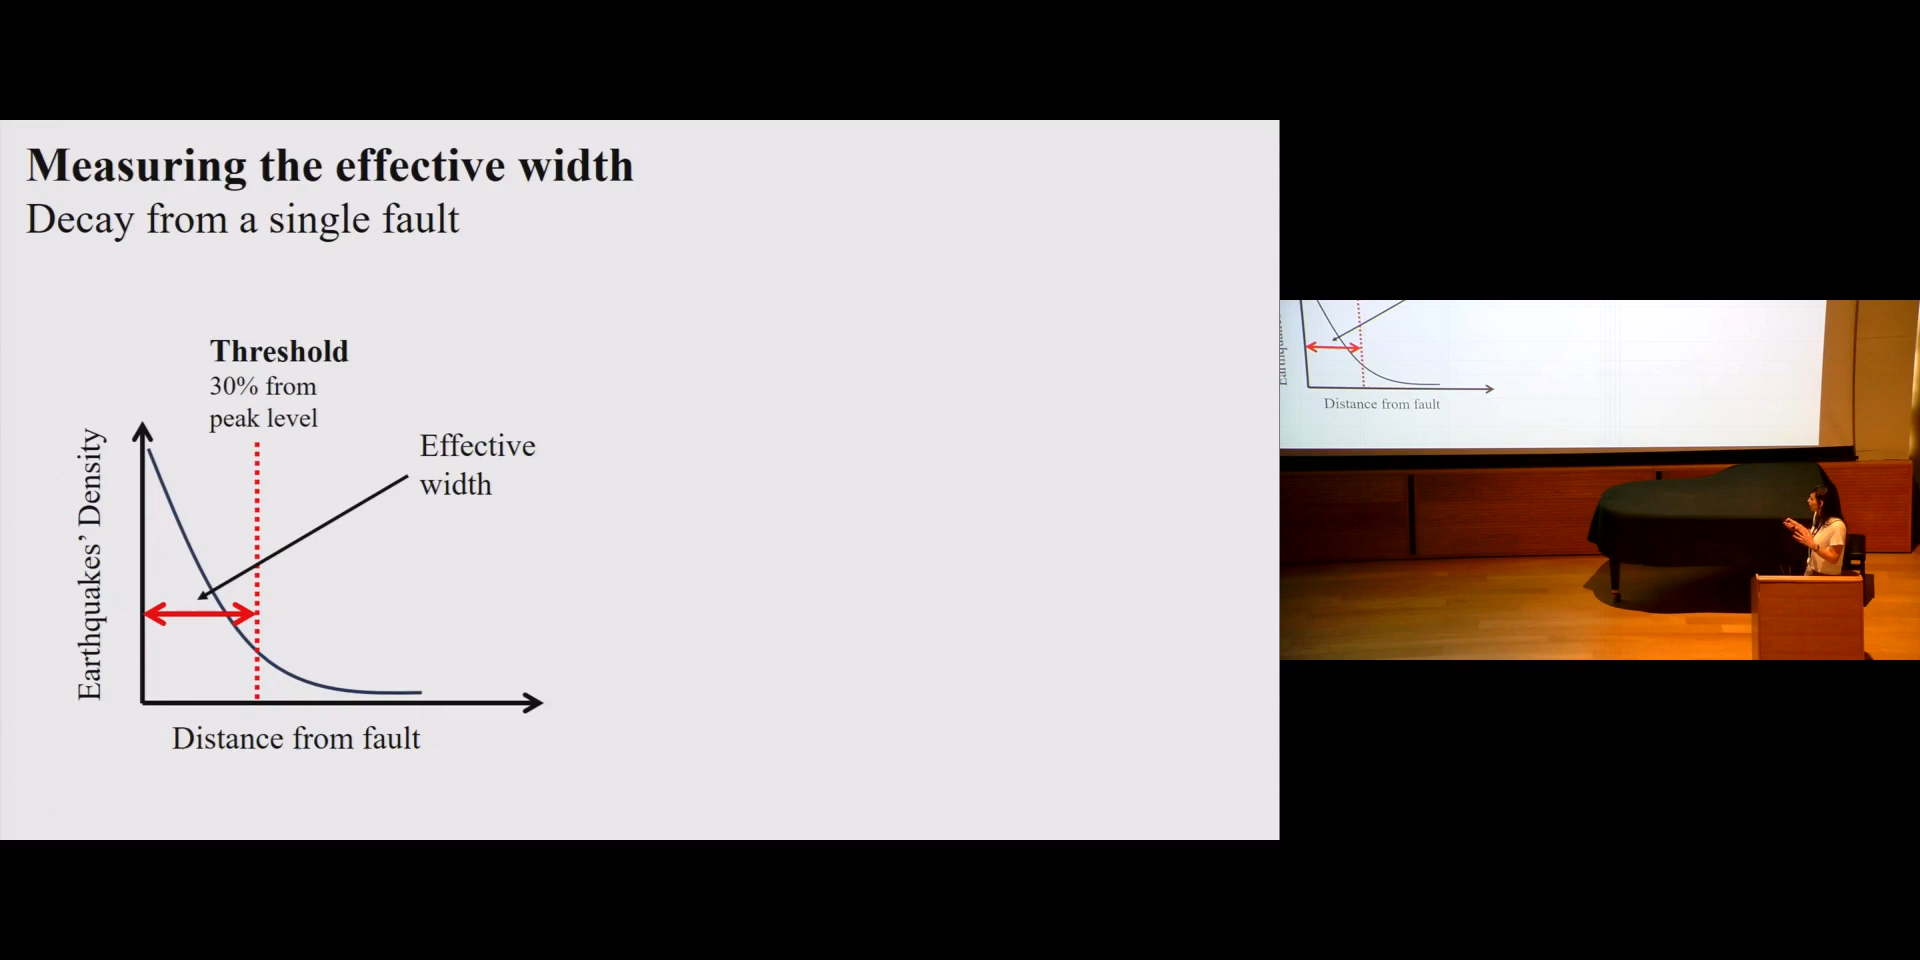 Measuring the effective width
Decay from a single fault
Threshold
30% from
peak level
Effective
width
Earthquakes’ Density
Distance from fault
Distance from fault